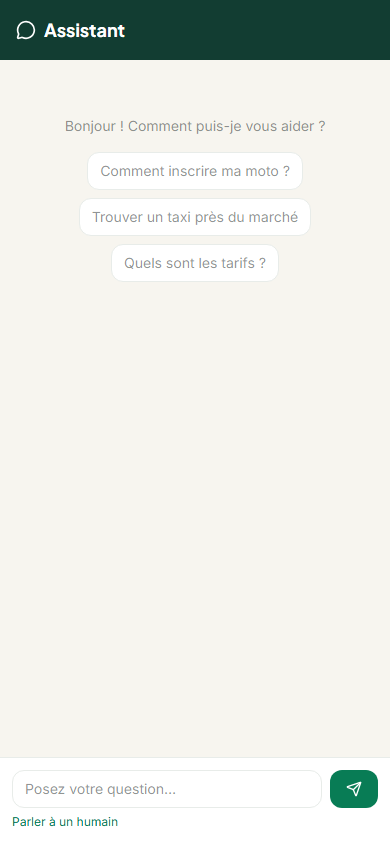 Assistant
Bonjour ! Comment puis-je vous aider ?
Comment inscrire ma moto ?
Trouver un taxi près du marché
Quels sont les tarifs ?
Posez votre question...
Parler à un humain